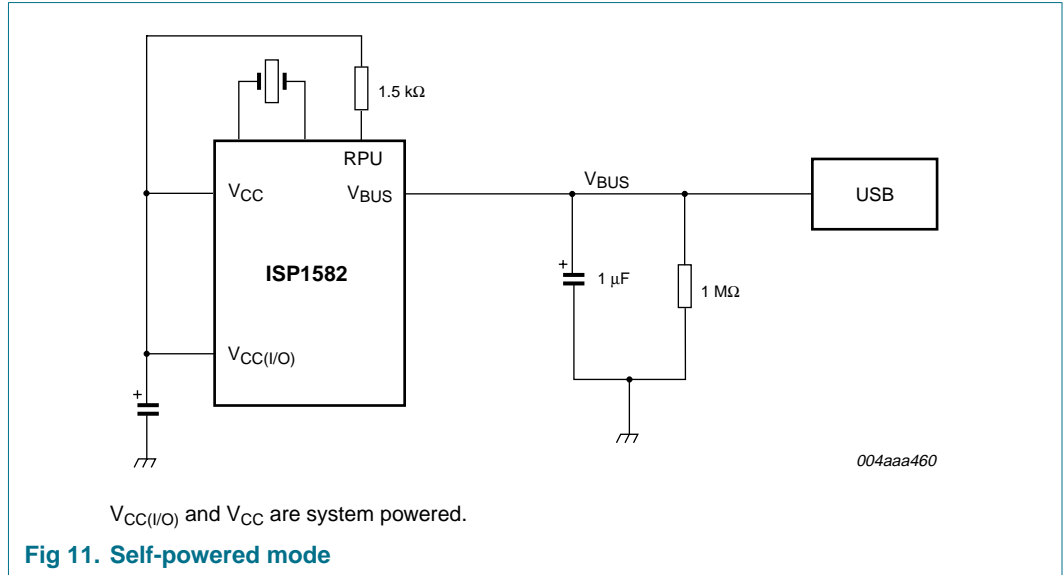 1.5 kΩ
RPU
VCC
VBUS
VBUS
USB
ISP1582
+
1 μF
1 MΩ
VCC(I/O)
+
004aaa460
VCC(I/O) and VCC are system powered.
Fig 11. Self-powered mode